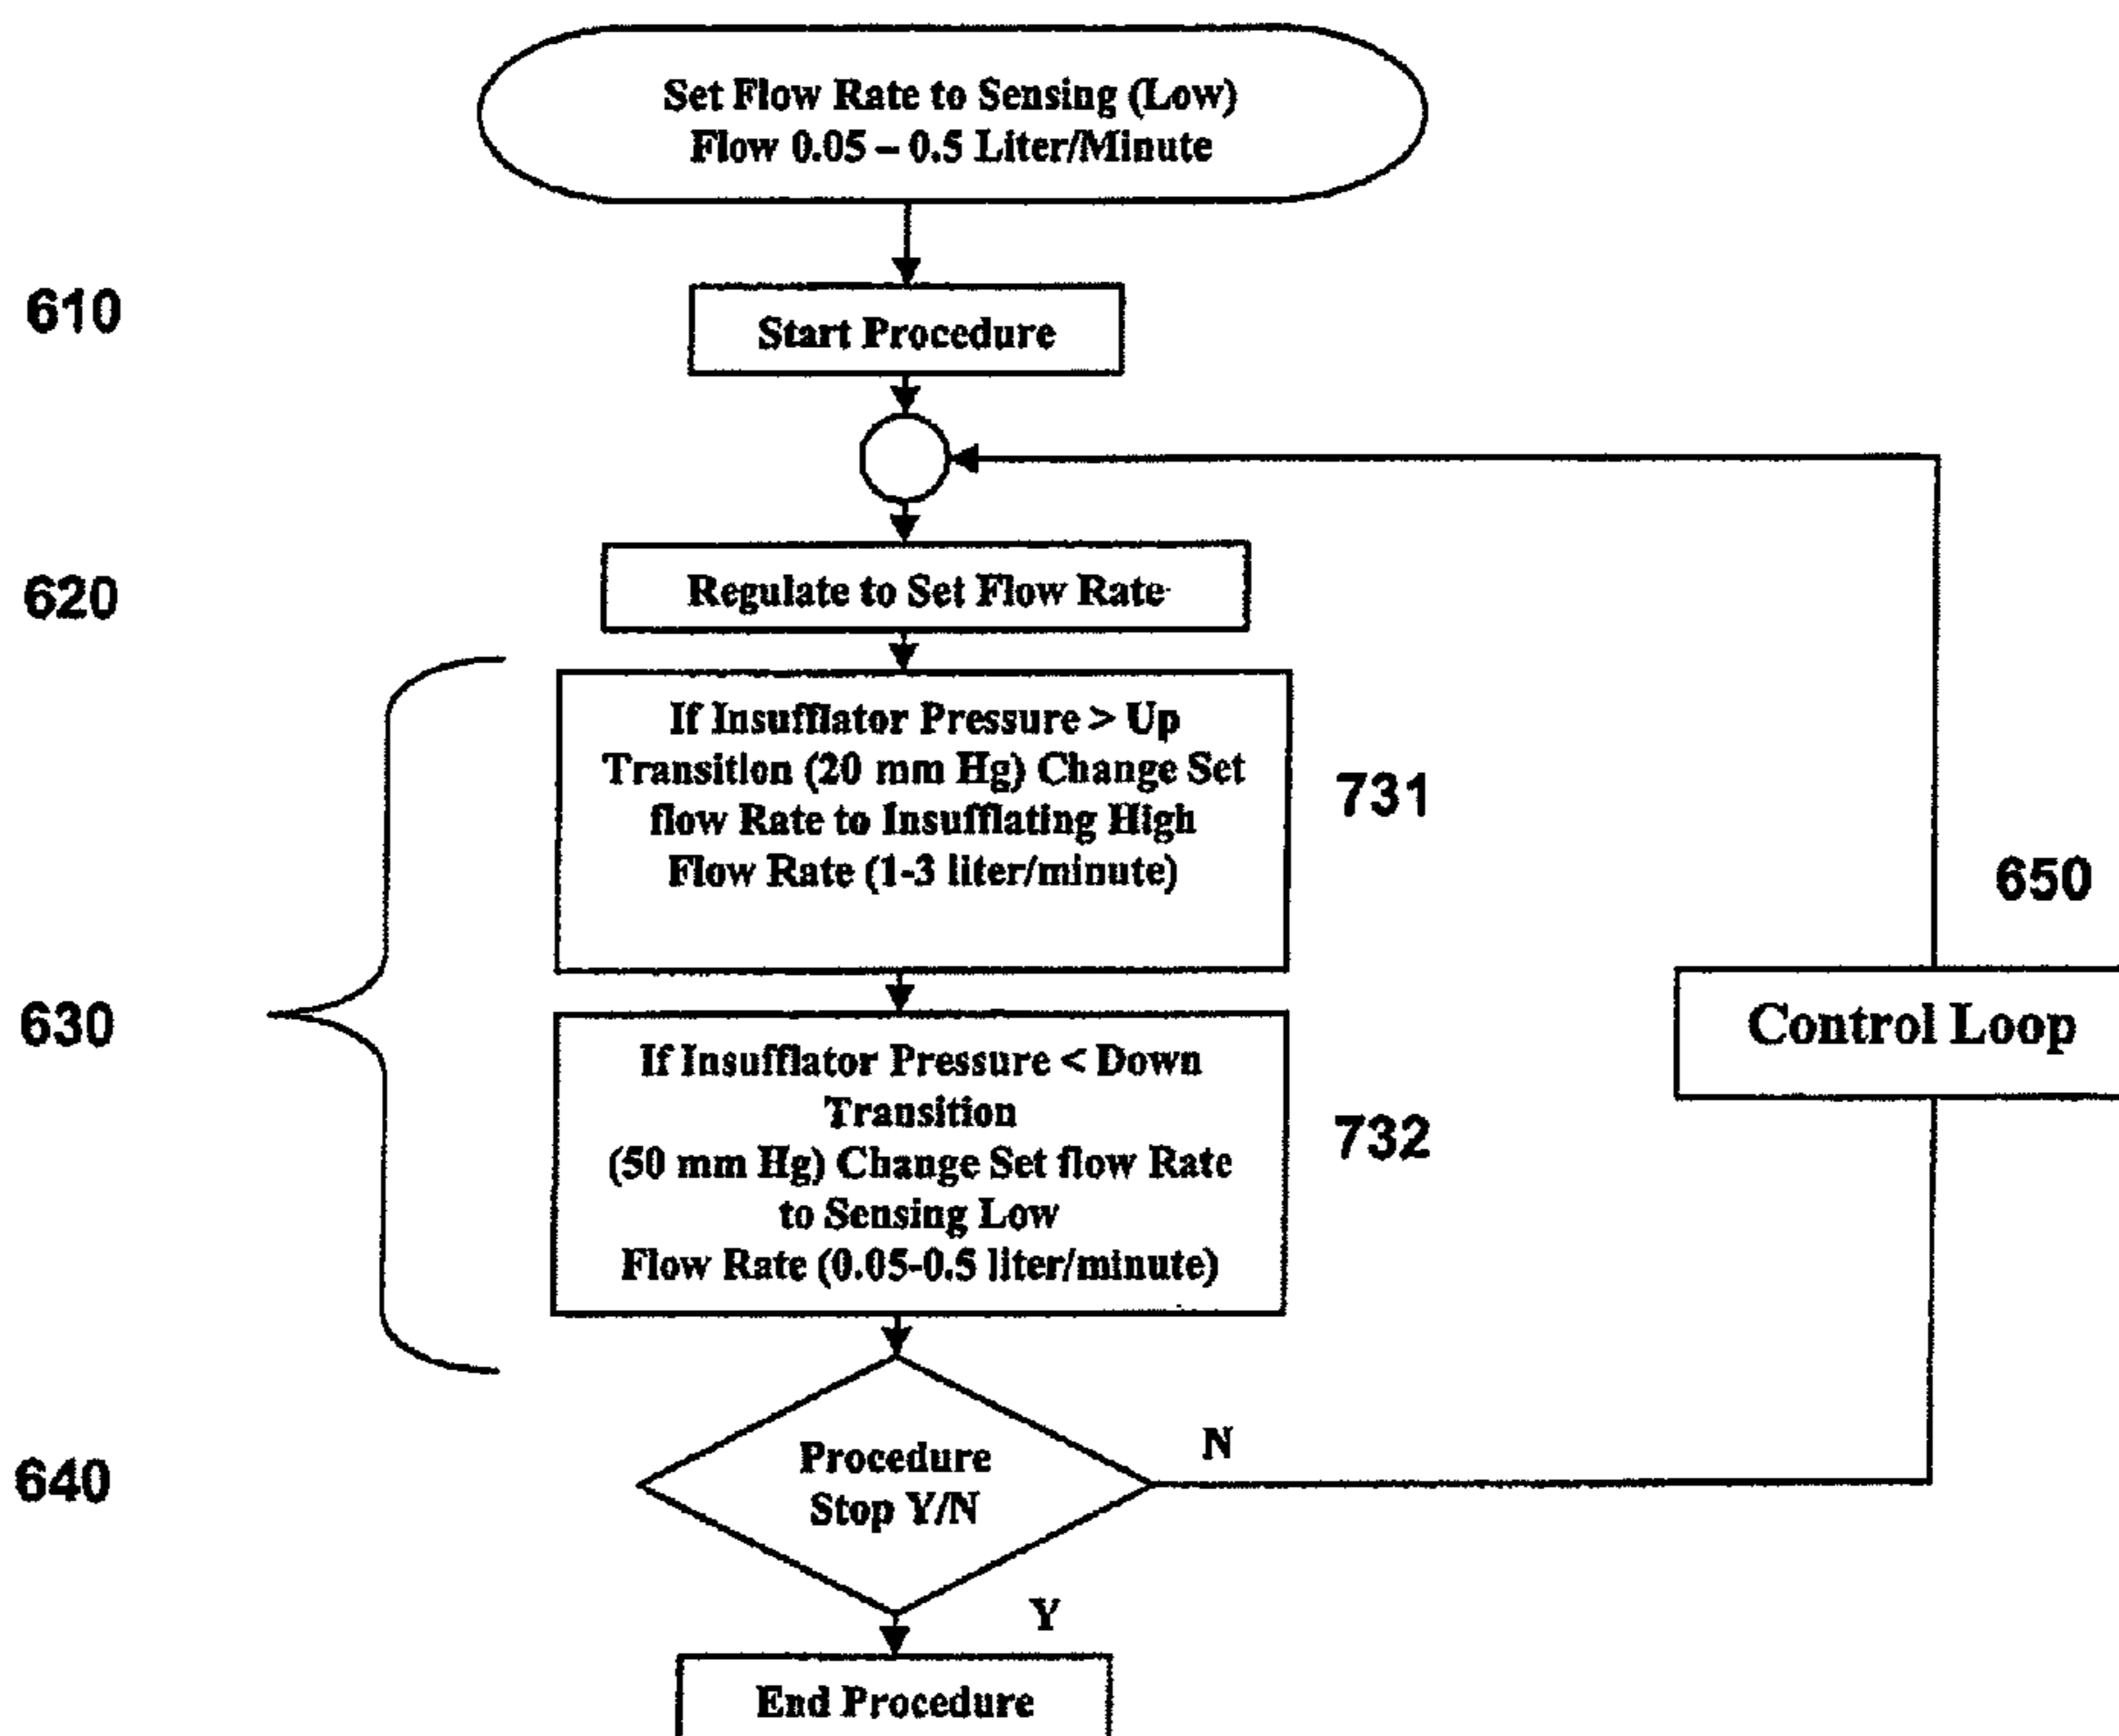 Set Flow Rate to Sensing (Low)
Flow 0.05 – 0.5 Liter/Minute
610
Start Procedure
620
Regulate to Set Flow Rate
If Insufflator Pressure > Up
Transition (20 mm Hg) Change Set
flow Rate to Insufflating High
Flow Rate (1-3 liter/minute)
731
650
Control Loop
630
If Insufflator Pressure < Down
Transition
(50 mm Hg) Change Set flow Rate
to Sensing Low
Flow Rate (0.05-0.5 liter/minute)
732
640
Procedure
Stop Y/N
N
Y
End Procedure